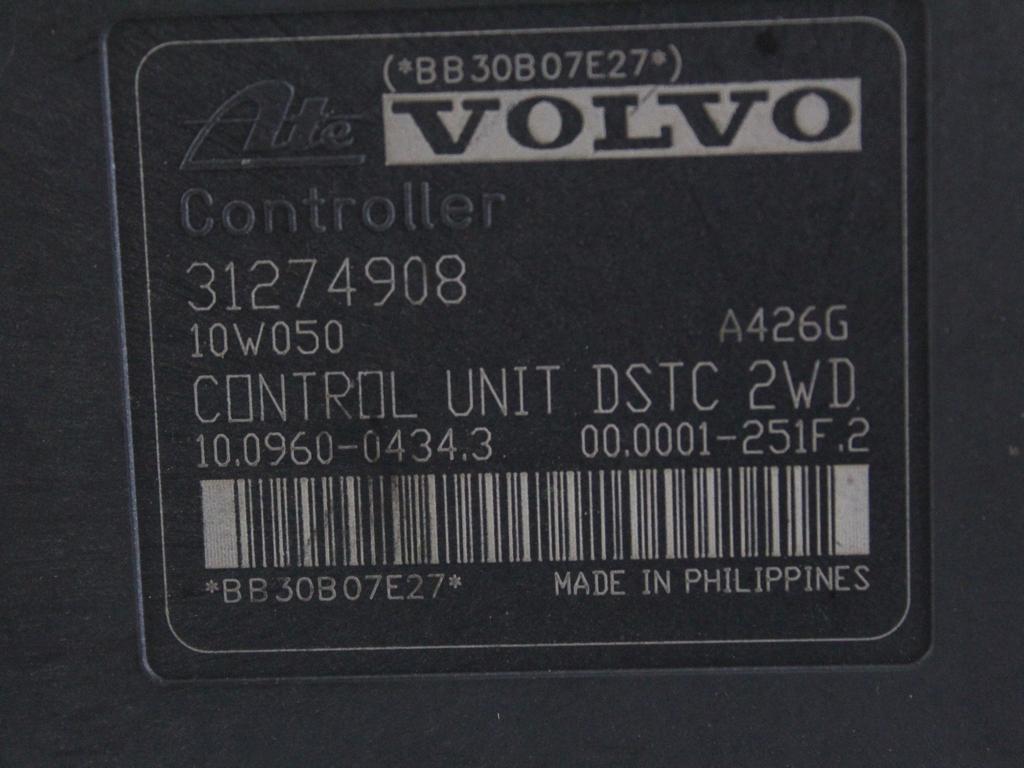 (*BB30B07E27*)
Ate VOLVO
Controller
31274908
10W050 A426G
CONTROL UNIT DSTC 2WD
10.0960-0434.3 00.0001-251F.2
*BB30B07E27* MADE IN PHILIPPINES